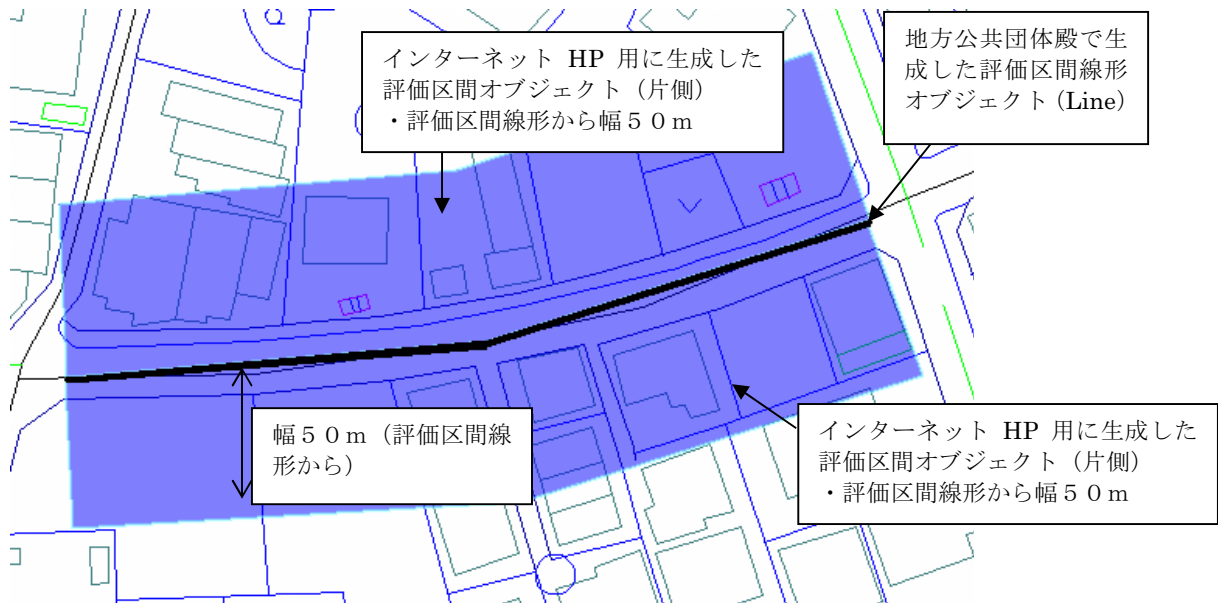 インターネット HP 用に生成した
評価区間オブジェクト（片側）
・評価区間線形から幅５０ｍ
地方公共団体殿で生
成した評価区間線形
オブジェクト（Line）
幅５０ｍ（評価区間線
形から）
インターネット HP 用に生成した
評価区間オブジェクト（片側）
・評価区間線形から幅５０ｍ